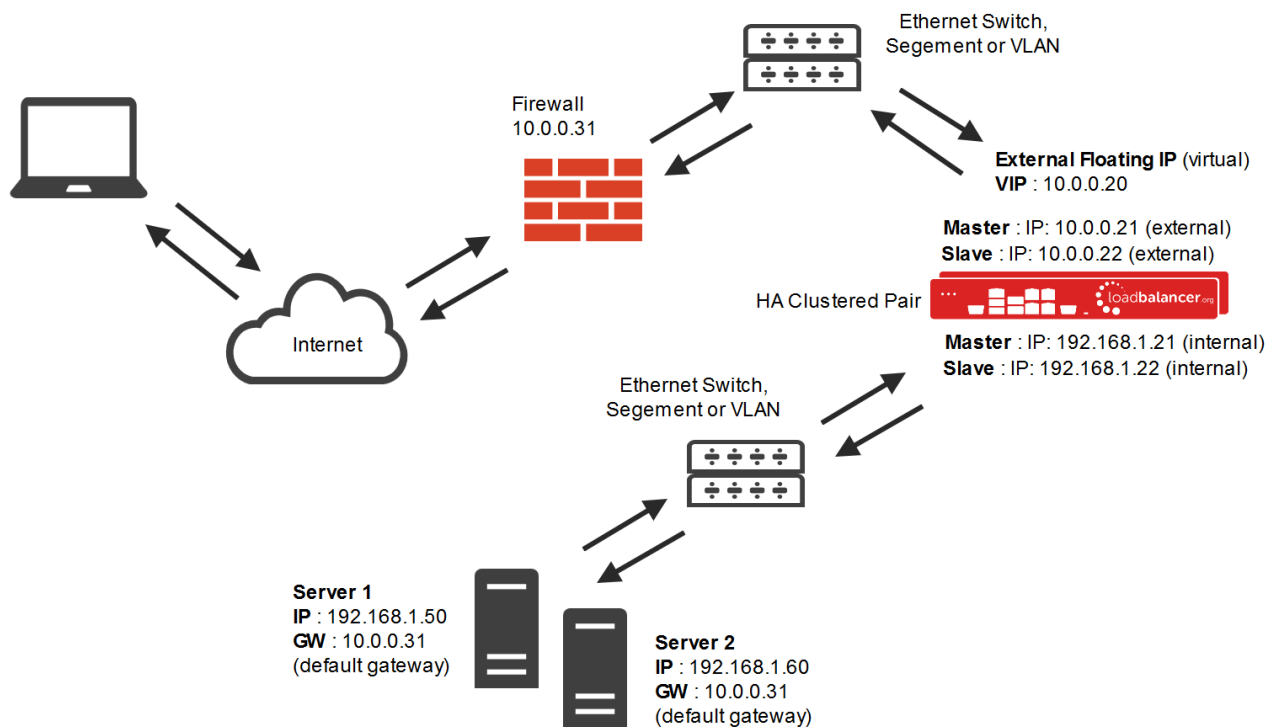 Ethernet Switch,
Segement or VLAN
Firewall
10.0.0.31
External Floating IP (virtual)
VIP : 10.0.0.20
Master : IP: 10.0.0.21 (external)
Slave : IP: 10.0.0.22 (external)
HA Clustered Pair
loadbalancer.org
Master : IP: 192.168.1.21 (internal)
Slave : IP: 192.168.1.22 (internal)
Internet
Ethernet Switch,
Segement or VLAN
Server 1
IP : 192.168.1.50
GW : 10.0.0.31
(default gateway)
Server 2
IP : 192.168.1.60
GW : 10.0.0.31
(default gateway)